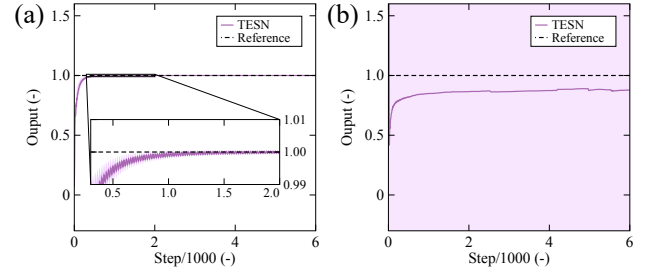 (a)
TESN
Reference
1.5
1.0
0.5
0
Ouput (-)
1.01
1.00
0.99
0.5
1.0
1.5
2.0
0
2
4
6
Step/1000 (-)
(b)
TESN
Reference
1.5
1.0
0.5
0
Ouput (-)
0
2
4
6
Step/1000 (-)